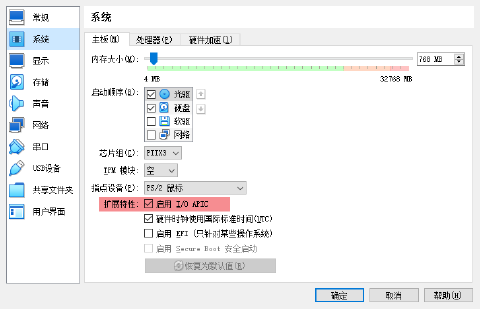 常规
系统
显示
存储
声音
网络
串口
USB设备
共享文件夹
用户界面
系统
主板(M) 处理器(P) 硬件加速(L)
内存大小(M): 768 MB
4 MB 32768 MB
启动顺序(B): 光驱
硬盘
软驱
网络
芯片组(C): PIIX3
TPM 模块: 空
指点设备(P): PS/2 鼠标
扩展特性: 启用 I/O APIC
硬件时钟使用国际标准时间(UTC)
启用 EFI (只针对某些操作系统)
启用 Secure Boot 安全启动
恢复为默认值(R)
确定 取消 帮助(H)